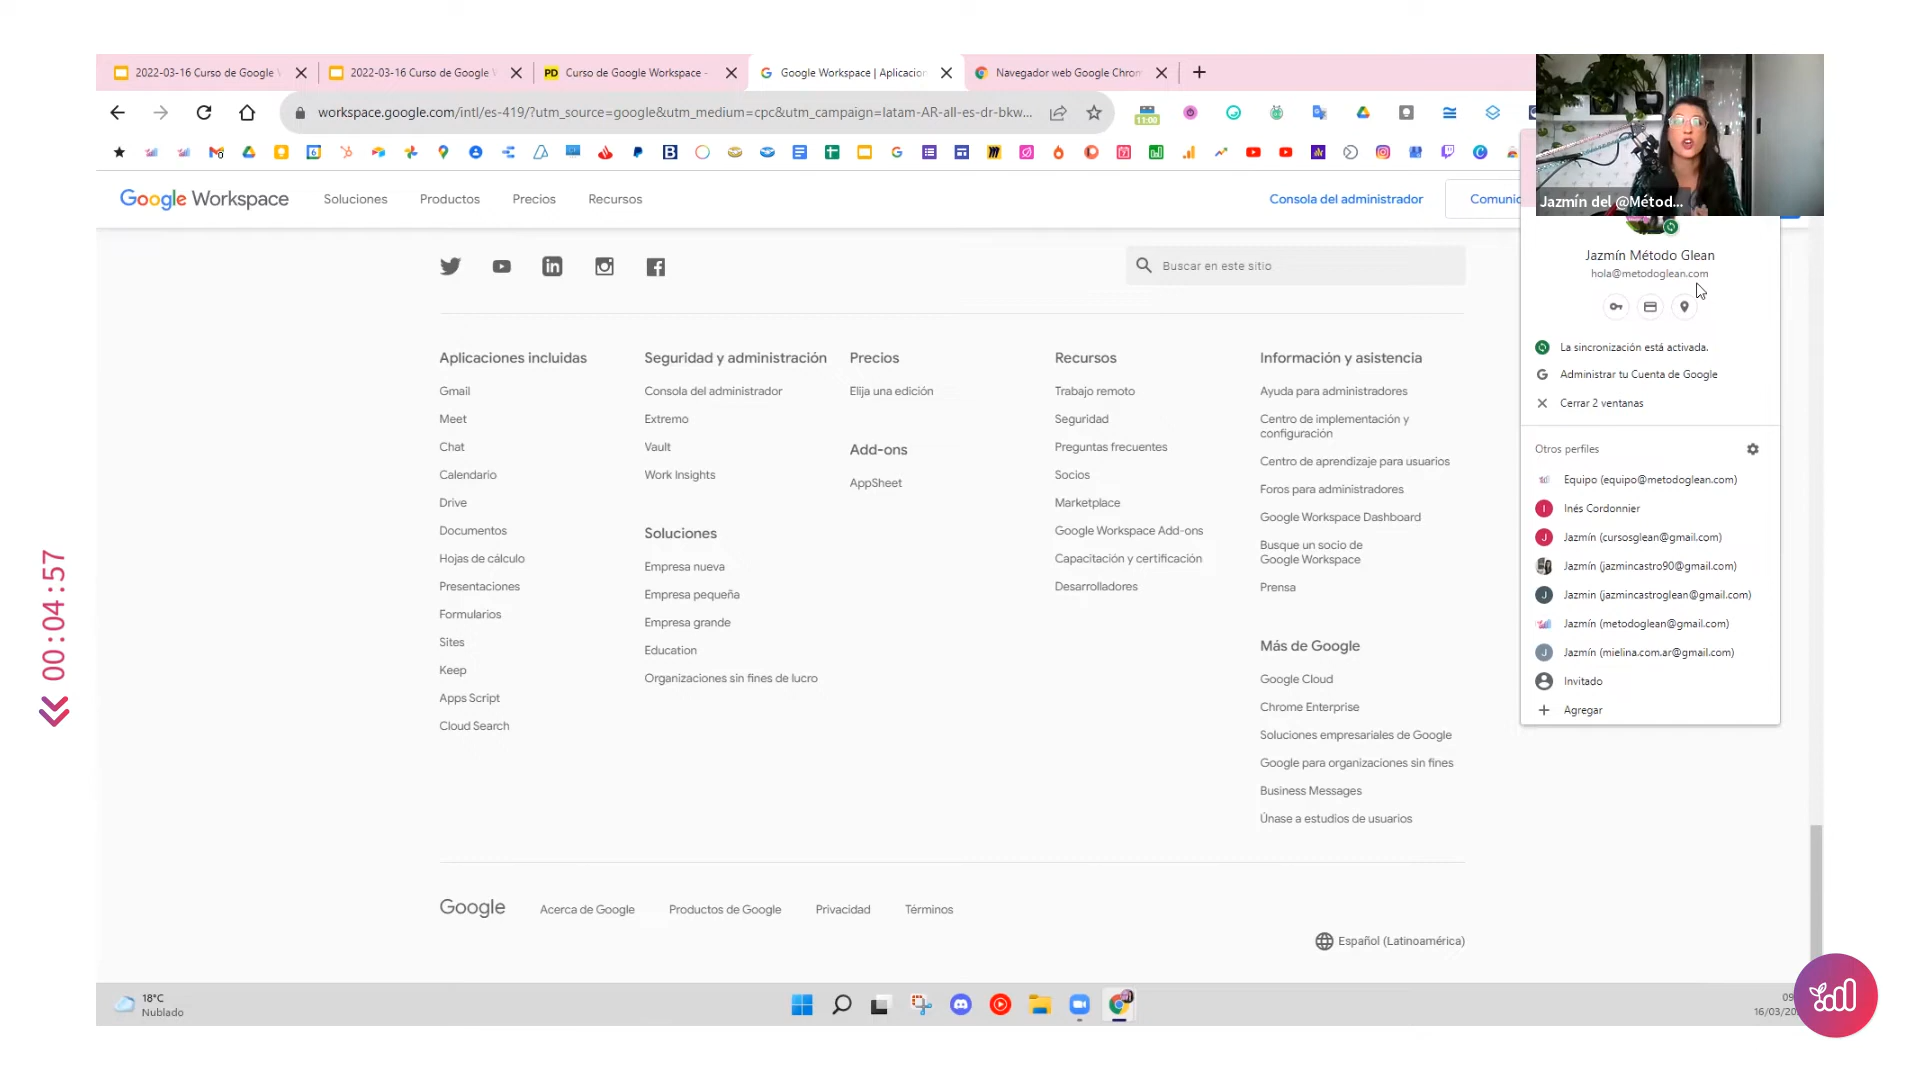 2022-03-16 Curso de Google
2022-03-16 Curso de Google
PD Curso de Google Workspace -
Google Workspace | Aplicacion
Navegador web Google Chrom
workspace.google.com/intl/es-419/?utm_source=google&utm_medium=cpc&utm_campaign=latam-AR-all-es-dr-bkw...
11:00
Google Workspace
Soluciones
Productos
Precios
Recursos
Consola del administrador
Comunic
Jazmín del @Métod...
Buscar en este sitio
Aplicaciones incluidas
Gmail
Meet
Chat
Calendario
Drive
Documentos
Hojas de cálculo
Presentaciones
Formularios
Sites
Keep
Apps Script
Cloud Search
Seguridad y administración
Consola del administrador
Extremo
Vault
Work Insights
Soluciones
Empresa nueva
Empresa pequeña
Empresa grande
Education
Organizaciones sin fines de lucro
Precios
Elija una edición
Add-ons
AppSheet
Recursos
Trabajo remoto
Seguridad
Preguntas frecuentes
Socios
Marketplace
Google Workspace Add-ons
Capacitación y certificación
Desarrolladores
Información y asistencia
Ayuda para administradores
Centro de implementación y
configuración
Centro de aprendizaje para usuarios
Foros para administradores
Google Workspace Dashboard
Busque un socio de
Google Workspace
Prensa
Más de Google
Google Cloud
Chrome Enterprise
Soluciones empresariales de Google
Google para organizaciones sin fines
Business Messages
Únase a estudios de usuarios
Jazmín Método Glean
hola@metodoglean.com
La sincronización está activada.
Administrar tu Cuenta de Google
Cerrar 2 ventanas
Otros perfiles
Equipo (equipo@metodoglean.com)
Inés Cordonnier
Jazmín (cursosglean@gmail.com)
Jazmín (jazmincastro90@gmail.com)
Jazmin (jazmincastroglean@gmail.com)
Jazmín (metodoglean@gmail.com)
Jazmín (mielina.com.ar@gmail.com)
Invitado
Agregar
Google
Acerca de Google
Productos de Google
Privacidad
Términos
Español (Latinoamérica)
00:04:57
18°C
Nublado
09
16/03/20